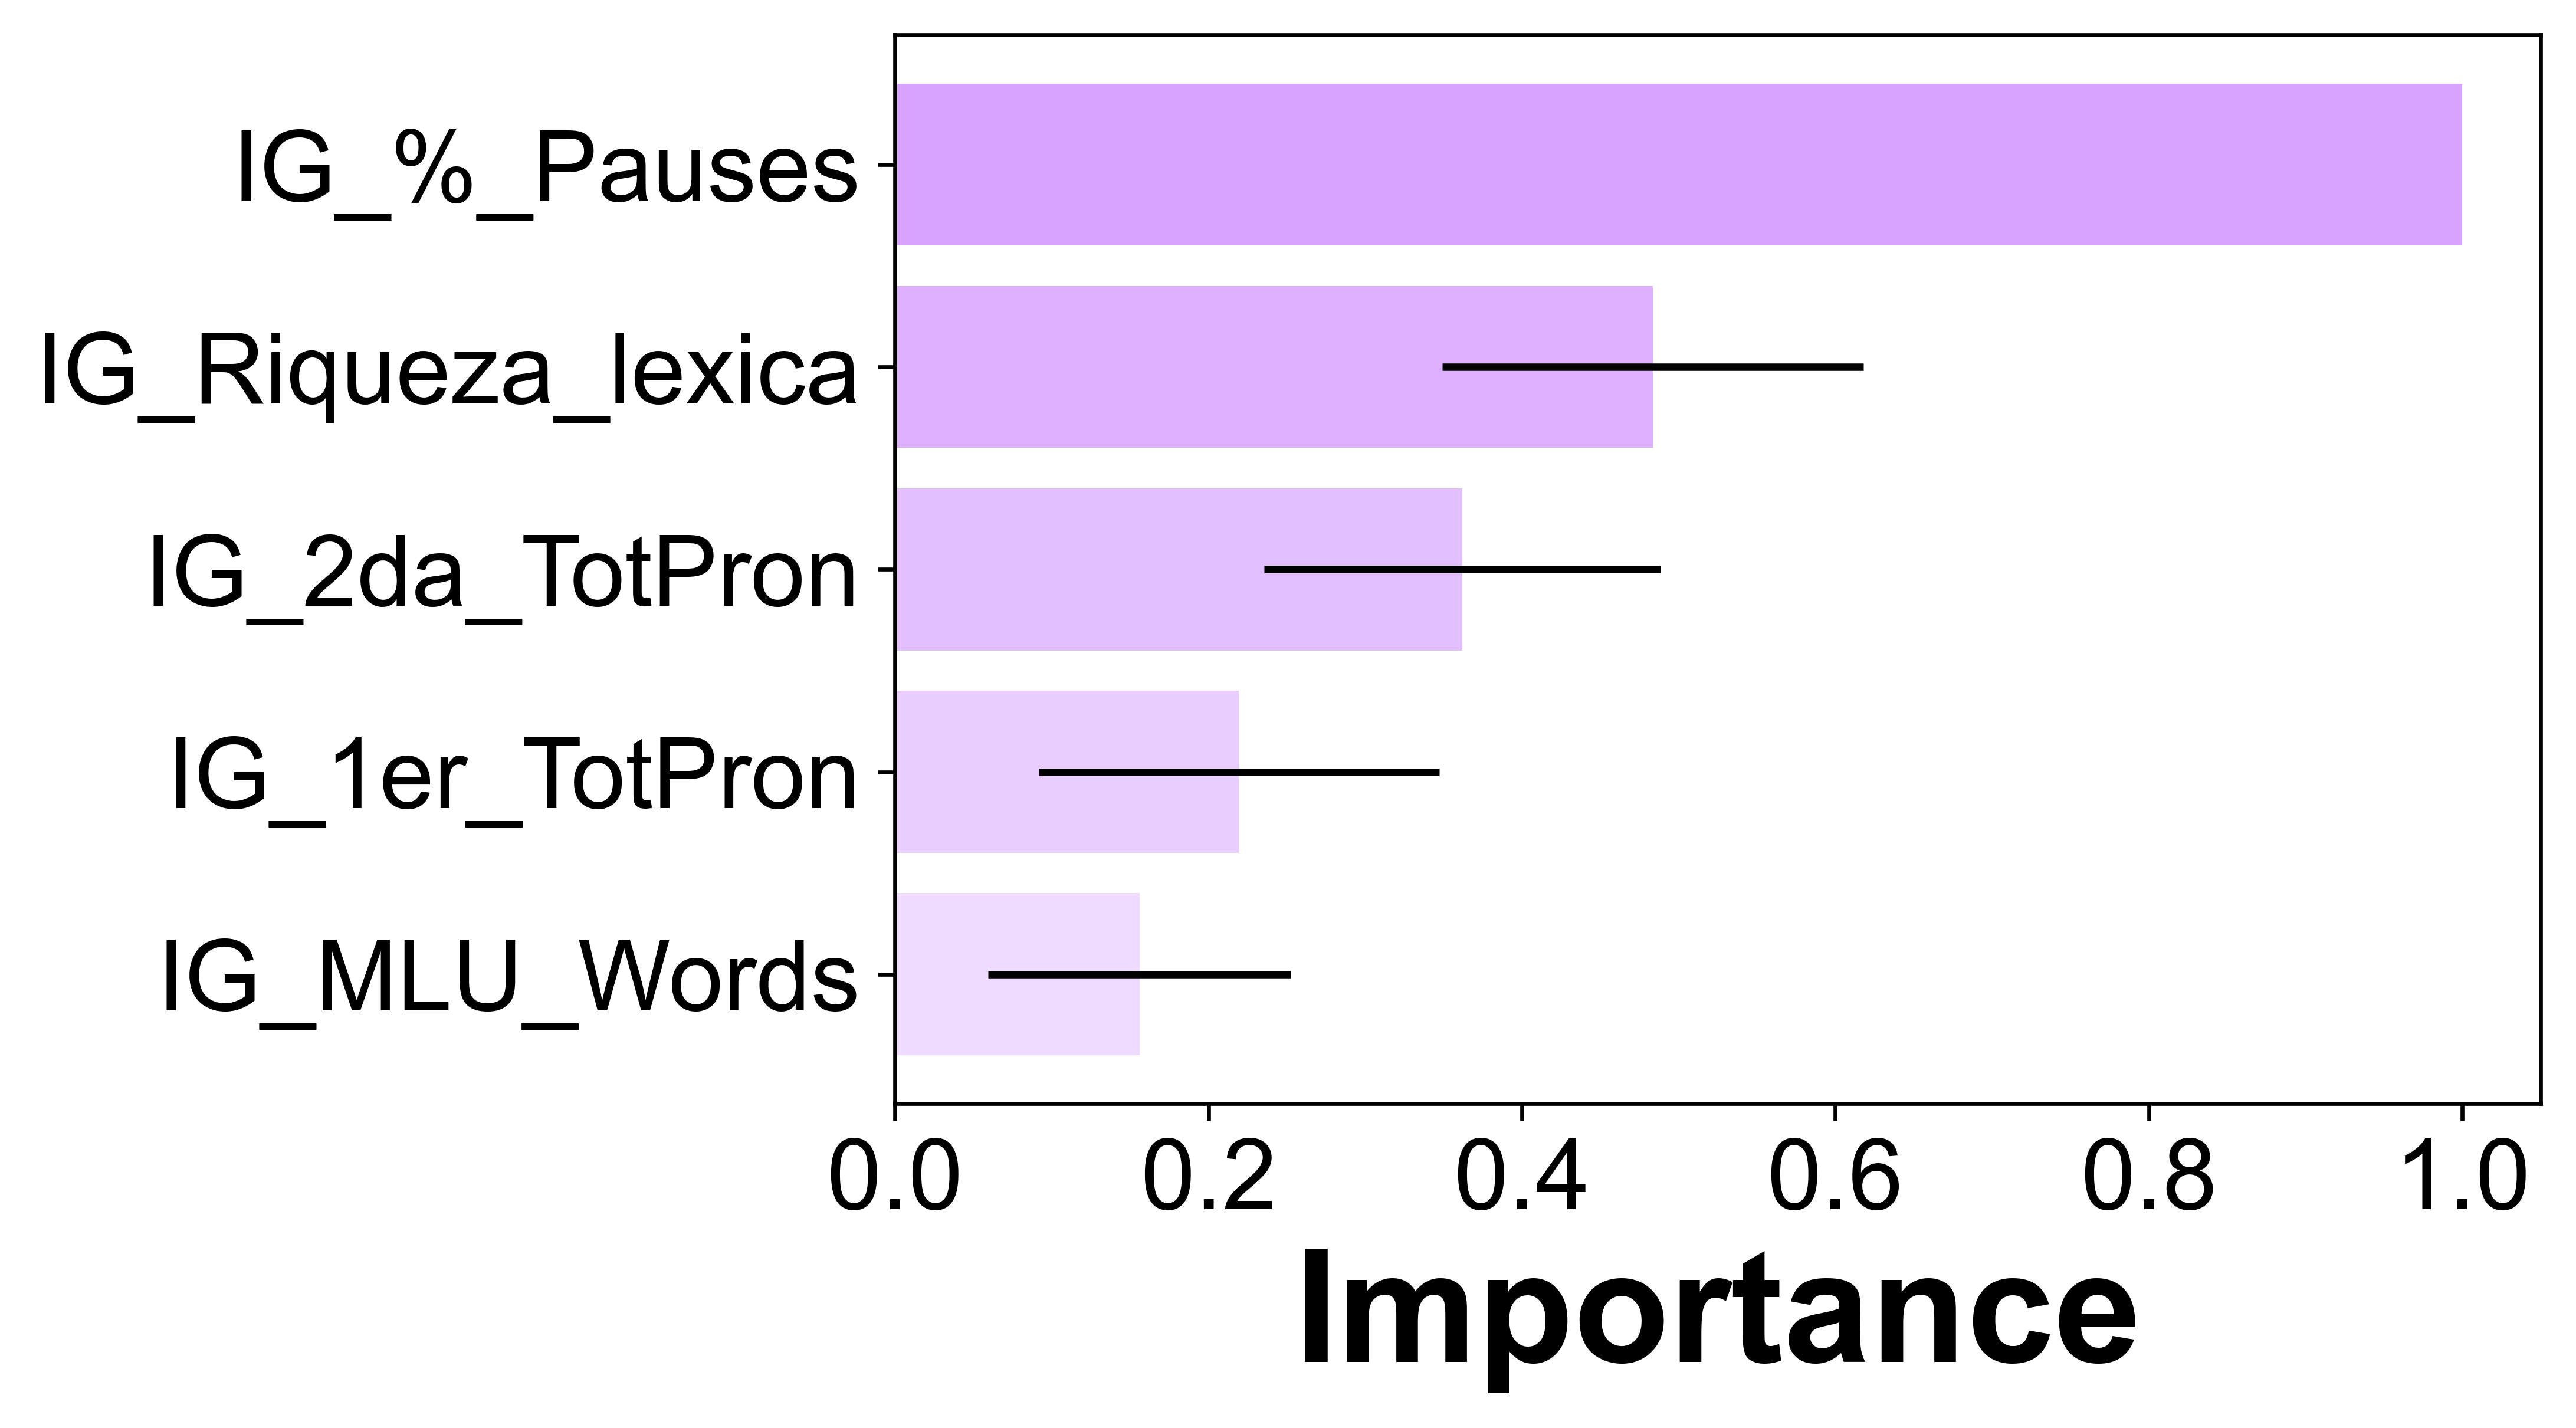 IG_%_Pauses
IG_Riqueza_lexica
IG_2da_TotPron
IG_1er_TotPron
IG_MLU_Words
0.0 0.2 0.4 0.6 0.8 1.0
Importance